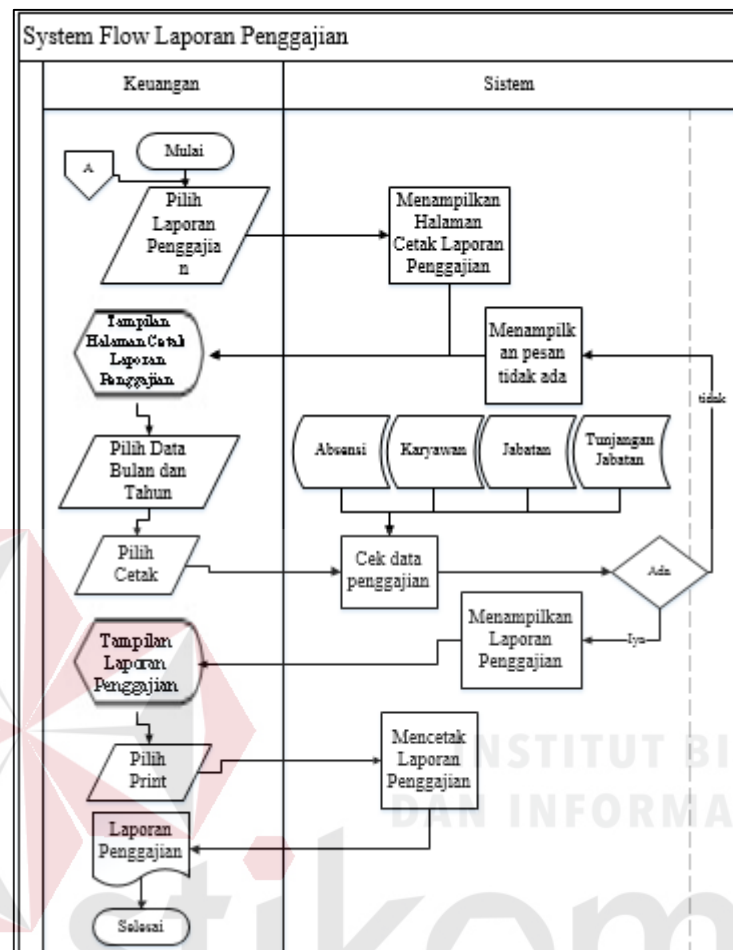 System Flow Laporan Penggajian
Keuangan
Sistem
Mulai
A
Pilih
Laporan
Penggajia
n
Menampilkan
Halaman
Cetak Laporan
Penggajian
Tampilan
Halaman Cetak
Laporan
Penggajian
Menampilk
an pesan
tidak ada
tidak
Pilih Data
Bulan dan
Tahun
Absensi
Karyawan
Jabatan
Tunjangan
Jabatan
Pilih
Cetak
Cek data
penggajian
Ada
Iya
Menampilkan
Laporan
Penggajian
Tampilan
Laporan
Penggajian
Pilih
Print
Mencetak
Laporan
Penggajian
INSTITUT BI
DAN INFORMA
Laporan
Penggajian
Selesai
stikom